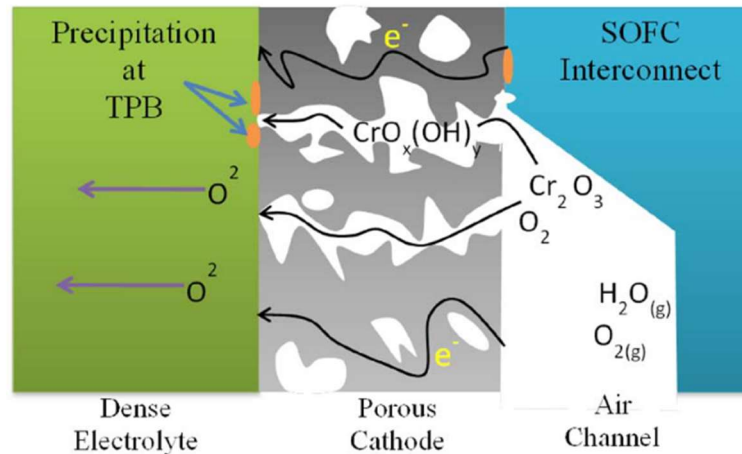 Precipitation
at
TPB
e⁻
SOFC
Interconnect
CrOₓ(OH)ᵧ
Cr₂O₃
O₂
O²
O²
H₂O₍g₎
O₂₍g₎
e⁻
Dense
Electrolyte
Porous
Cathode
Air
Channel